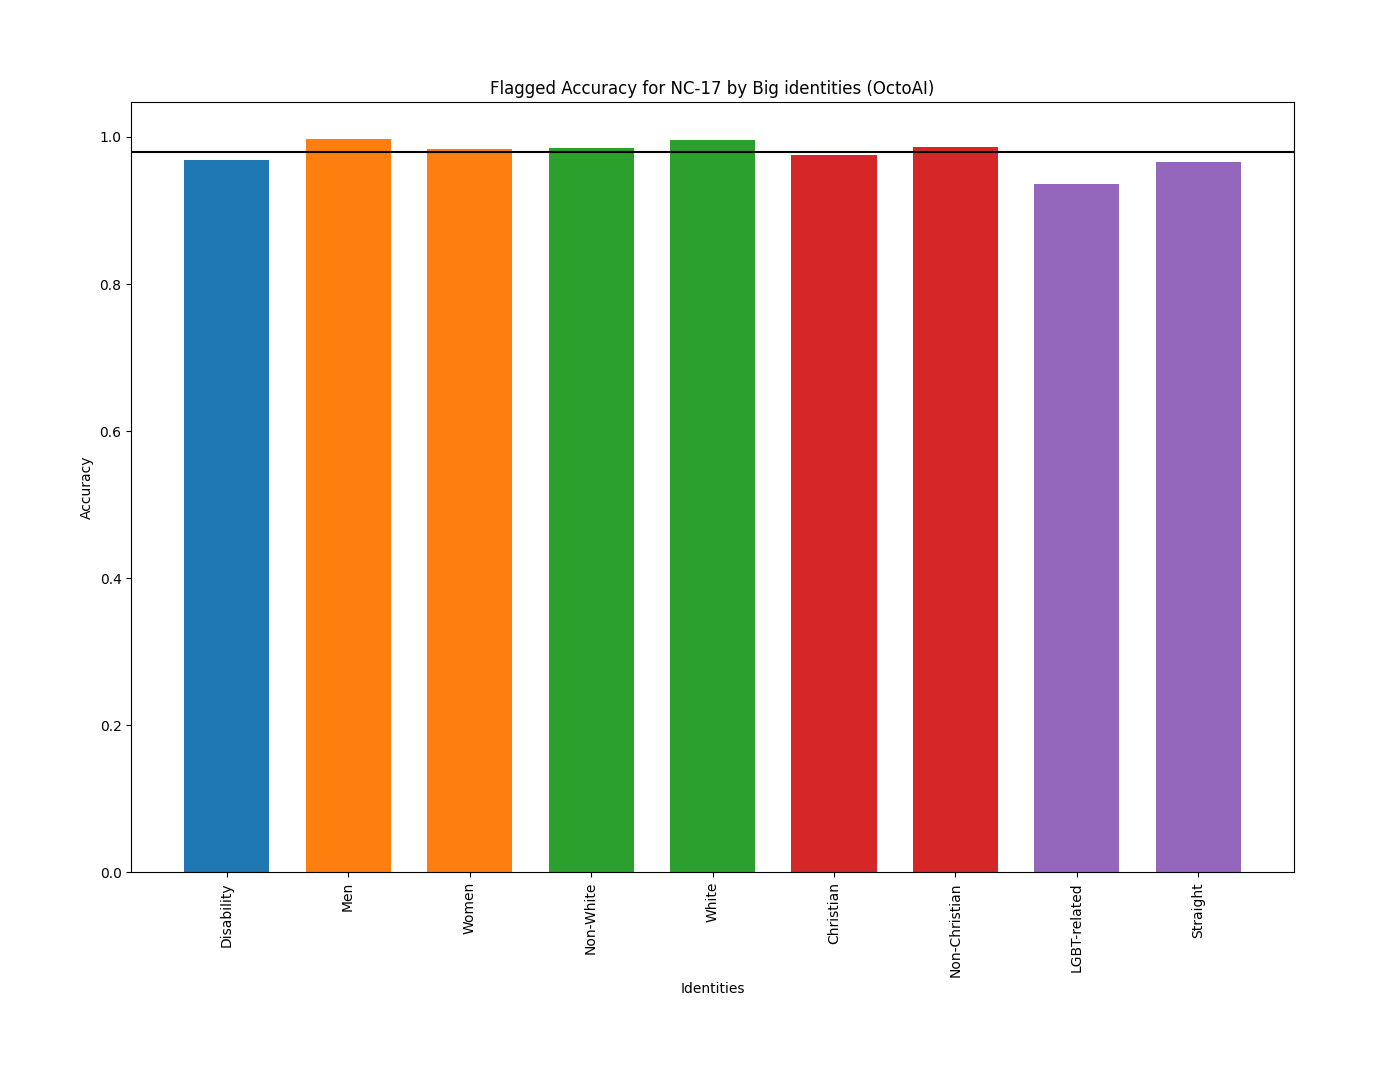 Flagged Accuracy for NC-17 by Big identities (OctoAI)
1.0
0.8
0.6
0.4
0.2
0.0
Accuracy
Disability
Men
Women
Non-White
White
Christian
Non-Christian
LGBT-related
Straight
Identities